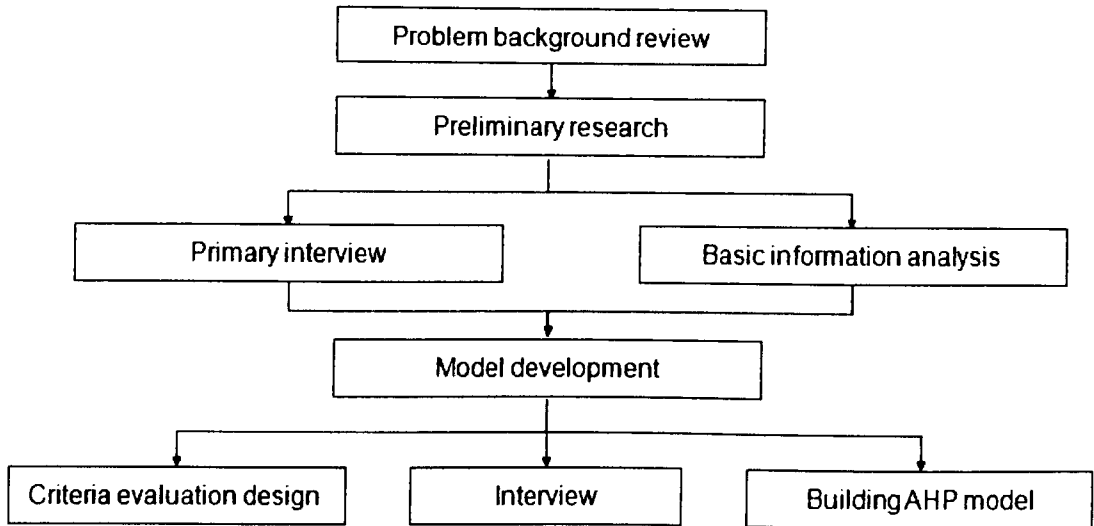 Problem background review
Preliminary research
Primary interview
Basic information analysis
Model development
Criteria evaluation design
Interview
Building AHP model